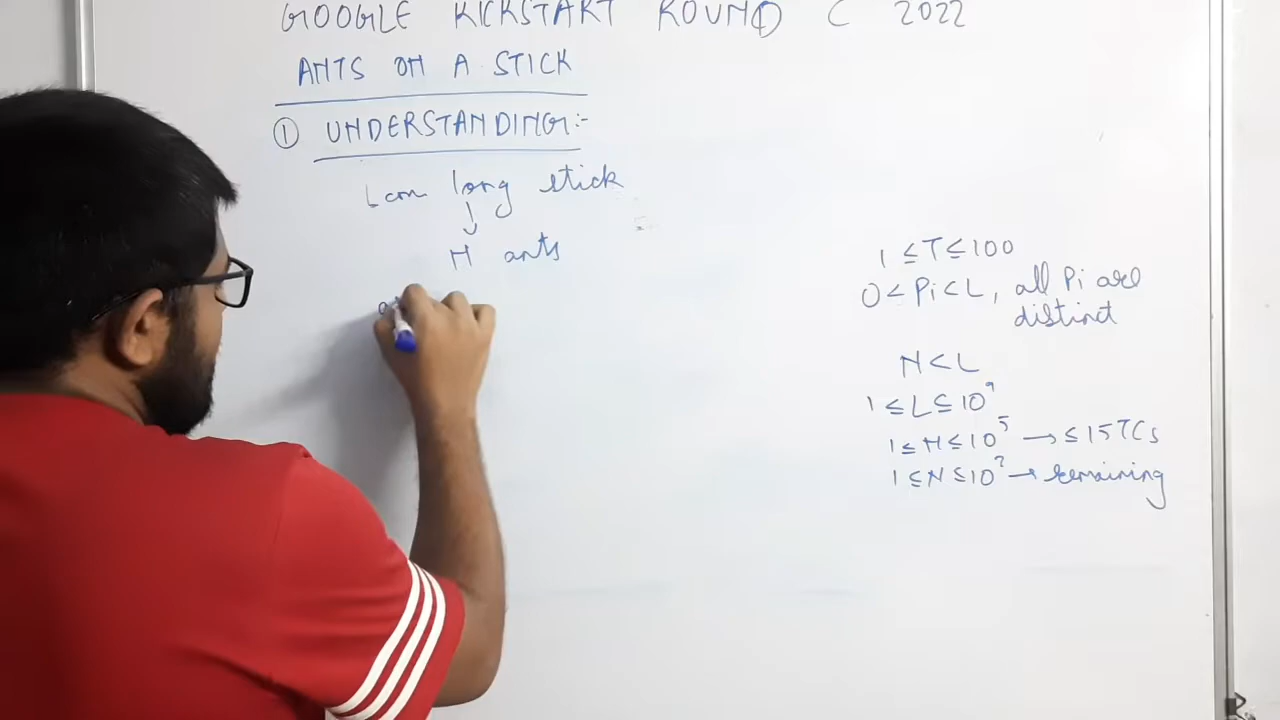 GOOGLE KICKSTART ROUND C 2022
ANTS ON A STICK
① UNDERSTANDING:-
L cm long stick
↓
N ants
1 ≤ T ≤ 100
0 < Pi < L, all Pi are
distinct
N < L
1 ≤ L ≤ 10⁹
1 ≤ N ≤ 10⁵ → ≤ 15 TCs
1 ≤ N ≤ 10² → remaining